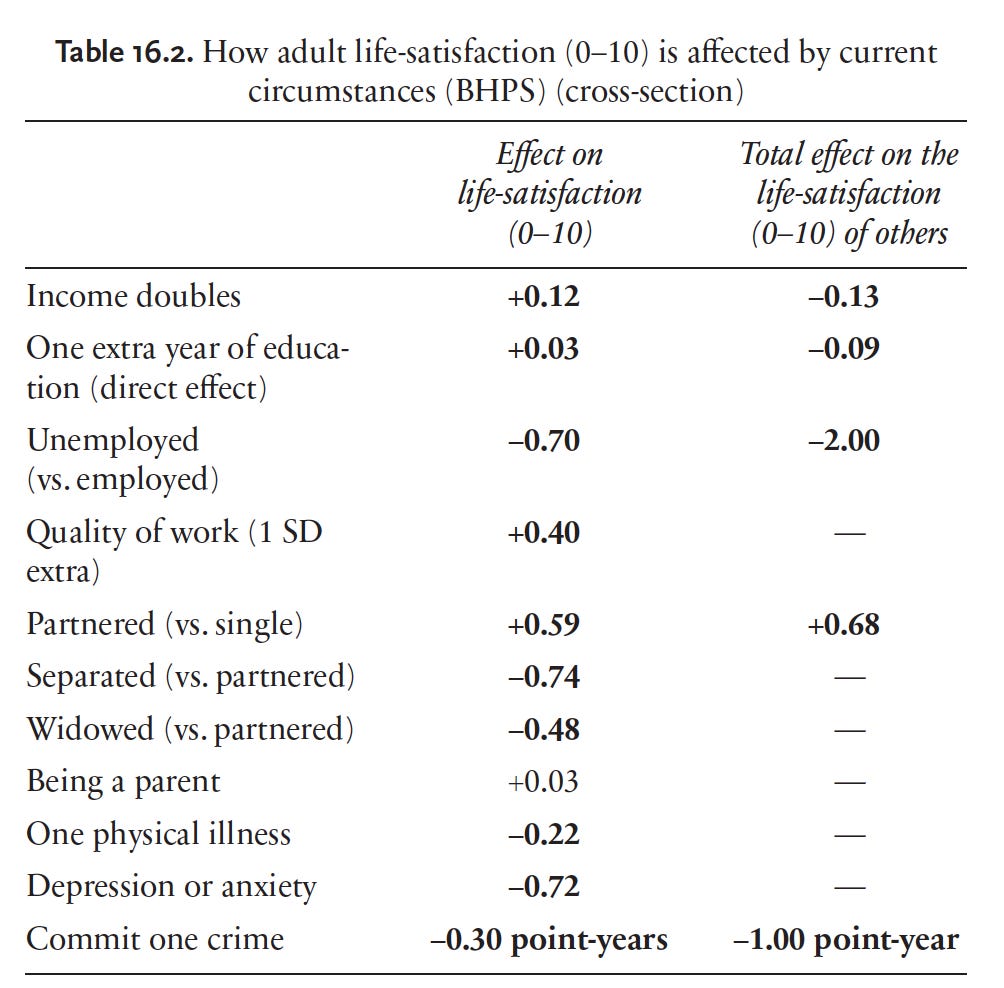 Table 16.2. How adult life-satisfaction (0–10) is affected by current
circumstances (BHPS) (cross-section)
Effect on
life-satisfaction
(0–10)
Total effect on the
life-satisfaction
(0–10) of others
Income doubles +0.12 –0.13
One extra year of educa-
tion (direct effect) +0.03 –0.09
Unemployed
(vs. employed) –0.70 –2.00
Quality of work (1 SD
extra) +0.40 —
Partnered (vs. single) +0.59 +0.68
Separated (vs. partnered) –0.74 —
Widowed (vs. partnered) –0.48 —
Being a parent +0.03 —
One physical illness –0.22 —
Depression or anxiety –0.72 —
Commit one crime –0.30 point-years –1.00 point-year